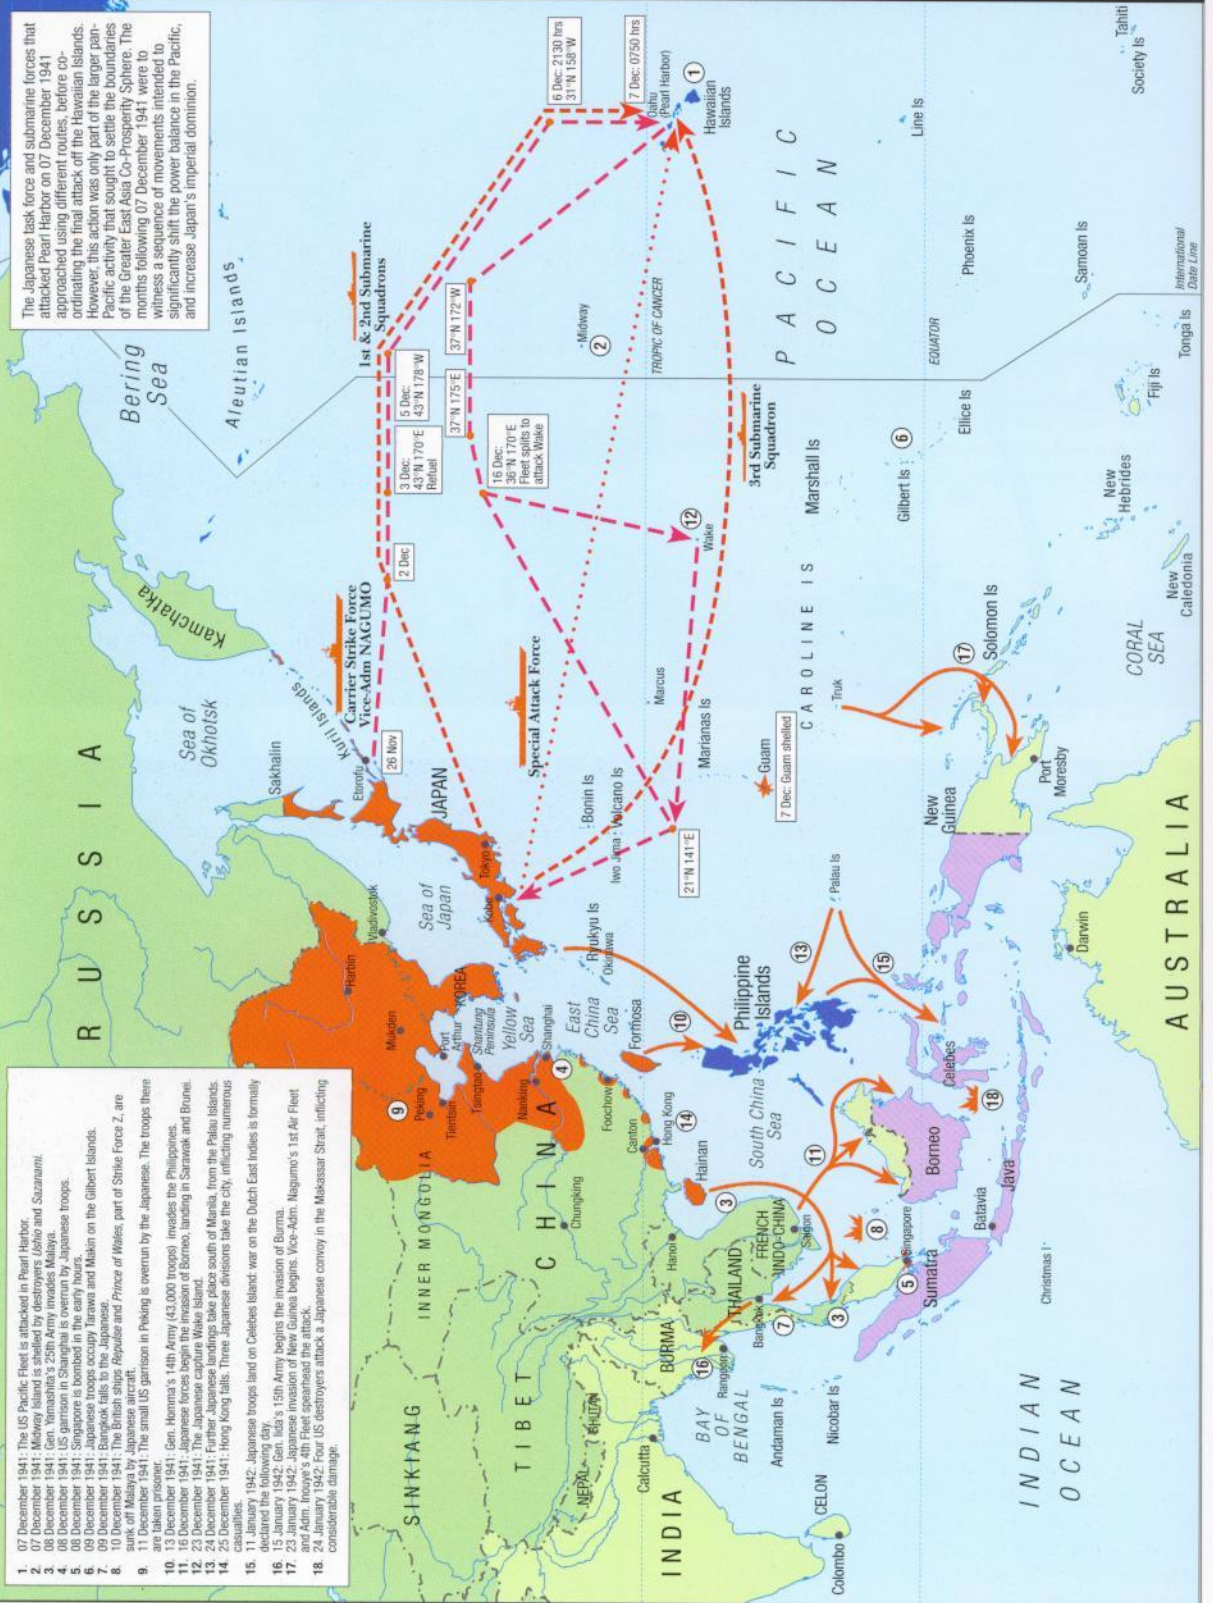 The Japanese task force and submarine forces that
attacked Pearl Harbor on 07 December 1941
approached using different routes, before co-
ordinating the final attack off the Hawaiian Islands.
However, this action was only part of the larger pan-
Pacific activity that sought to settle the boundaries
of the Greater East Asia Co-Prosperity Sphere. The
months following 07 December 1941 were to
witness a sequence of movements intended to
significantly shift the power balance in the Pacific,
and increase Japan's imperial dominion.
1. 07 December 1941: The US Pacific Fleet is attacked in Pearl Harbor.
2. 07 December 1941: Midway Island is shelled by destroyers Ushio and Sazanami.
3. 08 December 1941: Gen. Yamashita's 25th Army invades Malaya.
4. 08 December 1941: US garrison in Shanghai is overrun by Japanese troops.
5. 08 December 1941: Singapore is bombed in the early hours.
6. 09 December 1941: Japanese troops occupy Tarawa and Makin on the Gilbert Islands.
7. 09 December 1941: Bangkok falls to the Japanese.
8. 10 December 1941: The British ships Repulse and Prince of Wales, part of Strike Force Z, are
sunk off Malaya by Japanese aircraft.
9. 11 December 1941: The small US garrison in Peking is overrun by the Japanese. The troops there
are taken prisoner.
10. 13 December 1941: Gen. Homma's 14th Army (43,000 troops) invades the Philippines.
11. 16 December 1941: Japanese forces begin the invasion of Borneo, landing in Sarawak and Brunei.
12. 23 December 1941: The Japanese capture Wake Island.
13. 24 December 1941: Further Japanese landings take place south of Manila, from the Palau Islands.
14. 25 December 1941: Hong Kong falls. Three Japanese divisions take the city, inflicting numerous
casualties.
15. 11 January 1942: Japanese troops land on Celebes Island: war on the Dutch East Indies is formally
declared the following day.
16. 15 January 1942: Gen. Iida's 15th Army begins the invasion of Burma.
17. 23 January 1942: Japanese invasion of New Guinea begins. Vice-Adm. Nagumo's 1st Air Fleet
and Adm. Inouye's 4th Fleet spearhead the attack.
18. 24 January 1942: Four US destroyers attack a Japanese convoy in the Makassar Strait, inflicting
considerable damage.
RUSSIA
Bering
Sea
Aleutian Islands
Kamchatka
Sea of
Okhotsk
Sakhalin
Kuril Islands
Etorofu
26 Nov
Carrier Strike Force
Vice-Adm NAGUMO
2 Dec
3 Dec:
43°N 170°E
Refuel
5 Dec:
43°N 178°W
1st & 2nd Submarine
Squadrons
37°N 175°E
37°N 172°W
16 Dec:
36°N 170°E
Fleet splits to
attack Wake
6 Dec: 2130 hrs
31°N 158°W
7 Dec: 0750 hrs
Oahu
(Pearl Harbor)
1
Hawaiian
Islands
Midway
2
TROPIC OF CANCER
Special Attack Force
3rd Submarine
Squadron
PACIFIC
OCEAN
12
Wake
Marcus
Marianas Is
Guam
7 Dec: Guam shelled
21°N 141°E
Bonin Is
Iwo Jima
Volcano Is
Ryukyu Is
Okinawa
JAPAN
Tokyo
Kobe
Sea of
Japan
Vladivostok
Harbin
Mukden
KOREA
Port
Arthur
Shantung
Peninsula
Yellow
Sea
Peking
9
Tientsin
Tsingtao
Nanking
Shanghai
4
East
China
Sea
Foochow
Formosa
10
Canton
Hong Kong
14
Hainan
CHINA
Chungking
INNER MONGOLIA
SINKIANG
TIBET
NEPAL
BHUTAN
INDIA
Calcutta
BURMA
Rangoon
16
BAY
OF
BENGAL
Andaman Is
Nicobar Is
CELON
Colombo
Hanoi
THAILAND
Bangkok
7
FRENCH
INDO-CHINA
Saigon
3
3
8
5
Singapore
Sumatra
South China
Sea
11
Philippine
Islands
13
15
Palau Is
Borneo
Celebes
18
Batavia
Java
Christmas I
INDIAN
OCEAN
Darwin
AUSTRALIA
New
Guinea
Port
Moresby
17
Solomon Is
Truk
CAROLINE IS
Marshall Is
Gilbert Is
6
Ellice Is
EQUATOR
New
Hebrides
New
Caledonia
CORAL
SEA
Fiji Is
Tonga Is
International
Date Line
Samoan Is
Phoenix Is
Line Is
Society Is
Tahiti